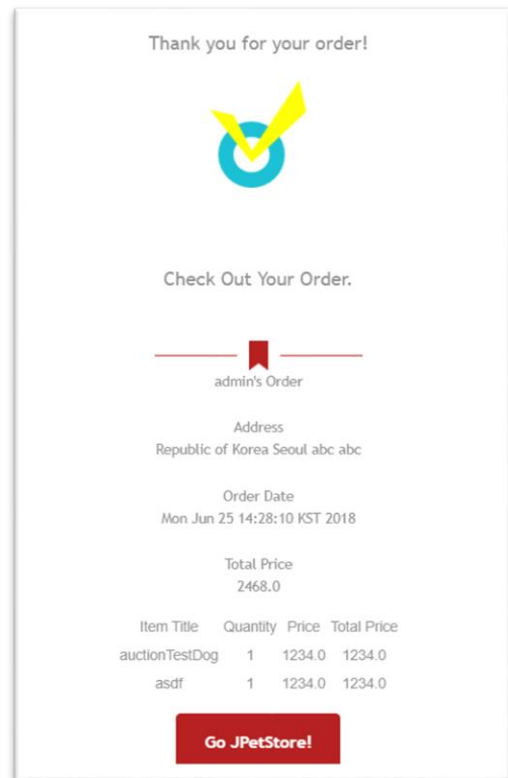 Thank you for your order!
Check Out Your Order.
admin's Order
Address
Republic of Korea Seoul abc abc
Order Date
Mon Jun 25 14:28:10 KST 2018
Total Price
2468.0
Item Title Quantity Price Total Price
auctionTestDog 1 1234.0 1234.0
asdf 1 1234.0 1234.0
Go JPetStore!